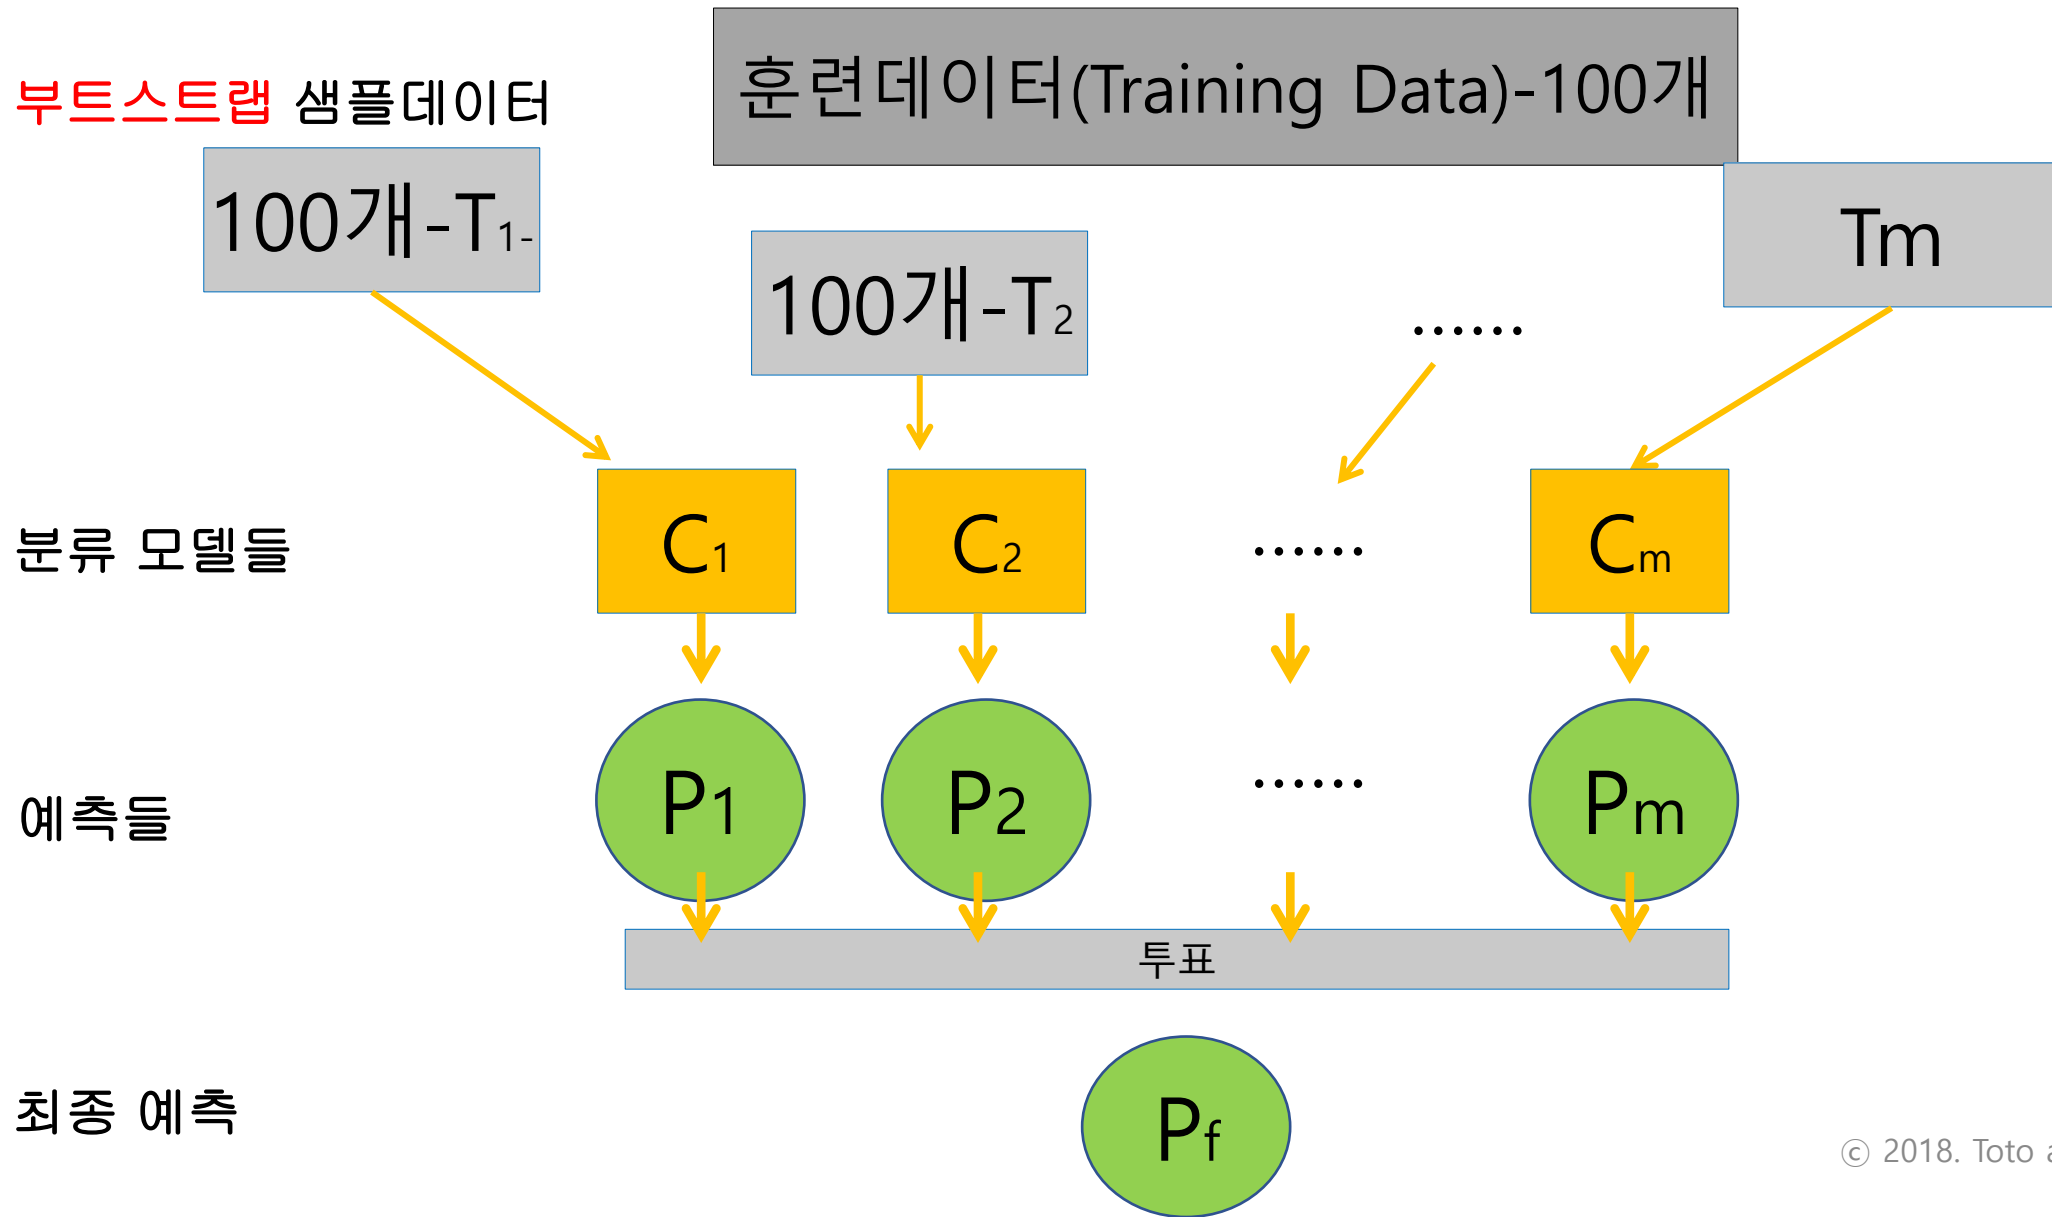 훈련데이터(Training Data)-100개
부트스트랩 샘플데이터
100개-T1-
100개-T2
......
Tm
분류 모델들
C1
C2
......
Cm
예측들
P1
P2
......
Pm
투표
최종 예측
Pf
ⓒ 2018. Toto